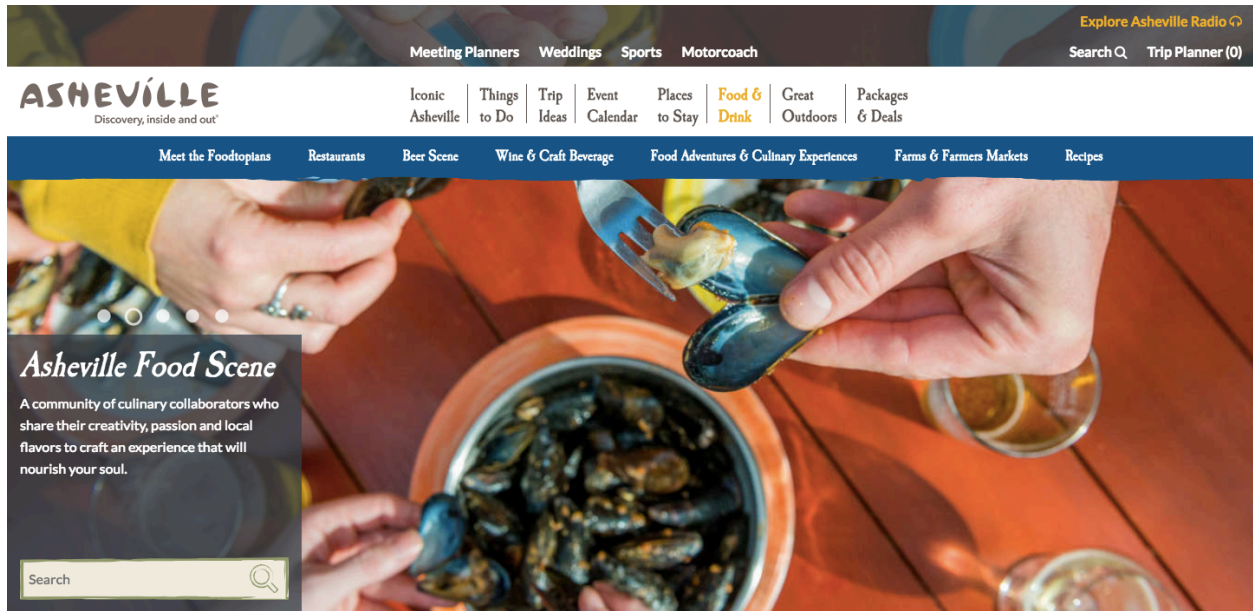 Explore Asheville Radio
Meeting Planners Weddings Sports Motorcoach Search Trip Planner (0)
ASHEVÍLLE
Discovery, inside and out®
Iconic Things Trip Event Places Food & Great Packages
Asheville to Do Ideas Calendar to Stay Drink Outdoors & Deals
Meet the Foodtopians Restaurants Beer Scene Wine & Craft Beverage Food Adventures & Culinary Experiences Farms & Farmers Markets Recipes
Asheville Food Scene
A community of culinary collaborators who
share their creativity, passion and local
flavors to craft an experience that will
nourish your soul.
Search